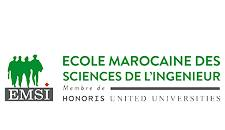 EMSI
ECOLE MAROCAINE DES
SCIENCES DE L'INGENIEUR
Membre de
HONORIS UNITED UNIVERSITIES